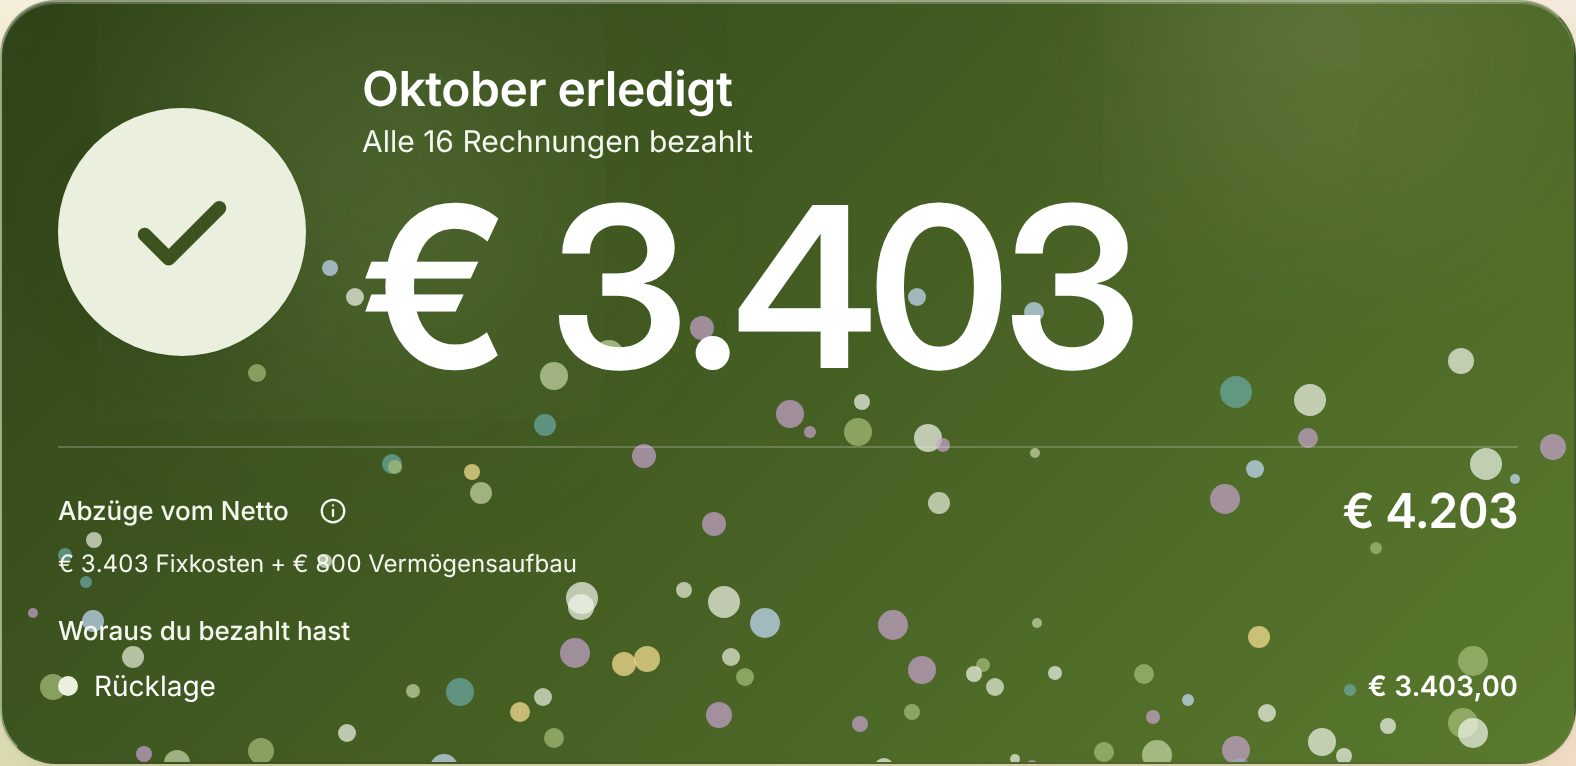 Oktober erledigt
Alle 16 Rechnungen bezahlt
€ 3.403
Abzüge vom Netto
€ 4.203
€ 3.403 Fixkosten + € 800 Vermögensaufbau
Woraus du bezahlt hast
Rücklage
€ 3.403,00